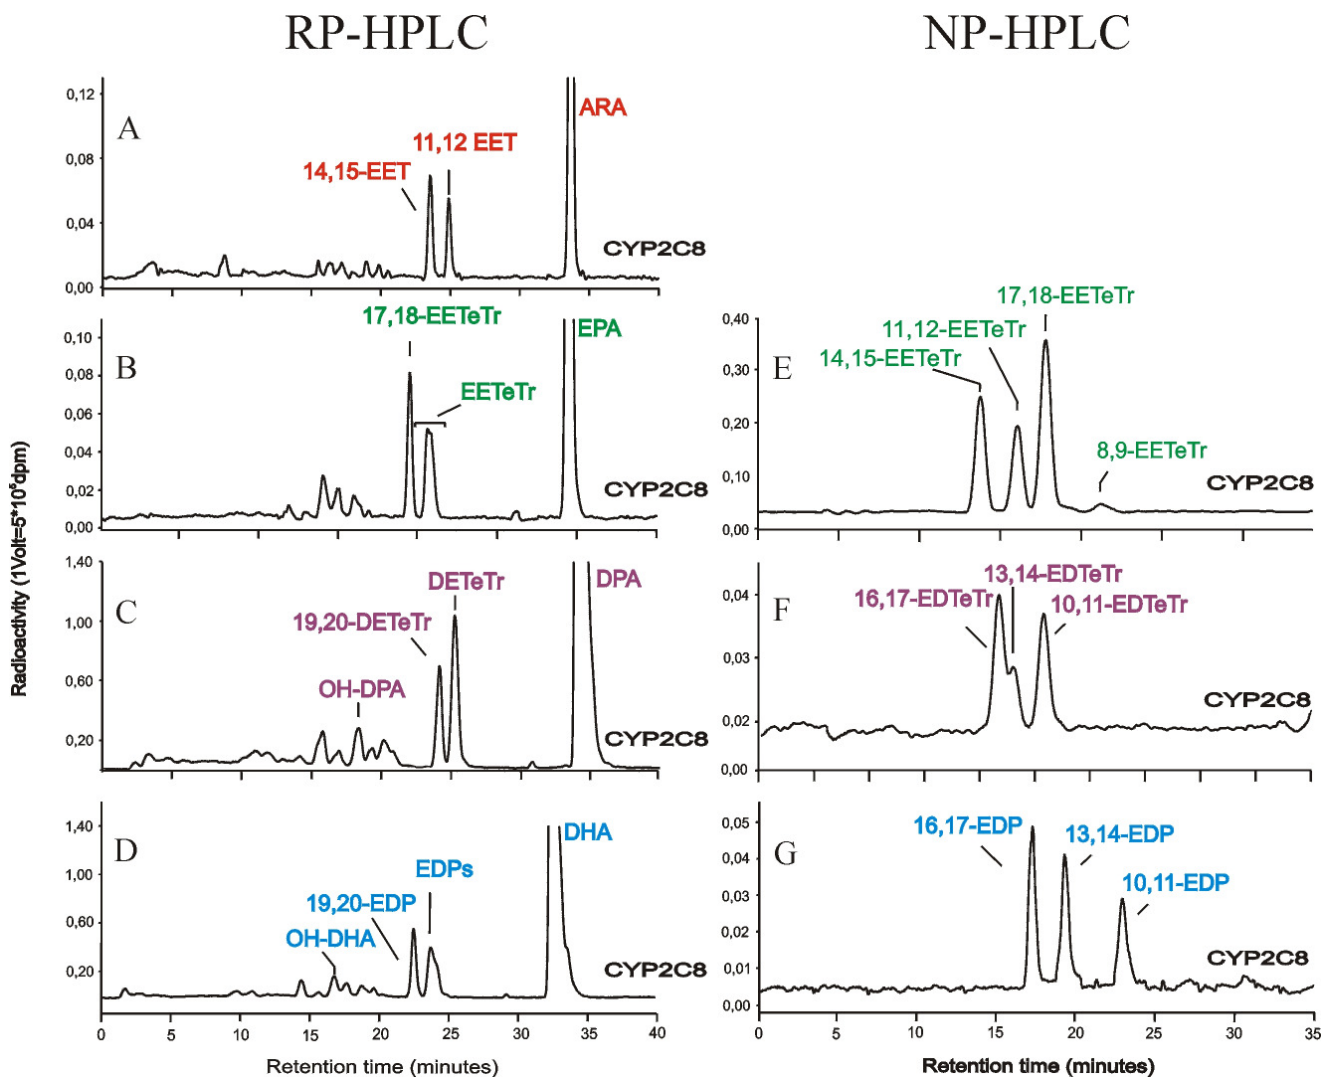 RP-HPLC
NP-HPLC
Radioactivity (1Volt=5*10⁶dpm)
A
0,12
0,08
0,04
0,00
14,15-EET
11,12 EET
ARA
CYP2C8
B
0,10
0,08
0,06
0,04
0,02
0,00
17,18-EETeTr
EETeTr
EPA
CYP2C8
C
1,40
1,00
0,60
0,20
OH-DPA
19,20-DETeTr
DETeTr
DPA
CYP2C8
D
1,40
1,00
0,60
0,20
OH-DHA
19,20-EDP
EDPs
DHA
CYP2C8
0 5 10 15 20 25 30 35 40
Retention time (minutes)
E
0,40
0,30
0,20
0,10
0,00
17,18-EETeTr
11,12-EETeTr
14,15-EETeTr
8,9-EETeTr
CYP2C8
F
0,04
0,03
0,02
0,00
13,14-EDTeTr
16,17-EDTeTr
10,11-EDTeTr
CYP2C8
G
0,05
0,04
0,03
0,02
0,01
0,00
16,17-EDP
13,14-EDP
10,11-EDP
CYP2C8
0 5 10 15 20 25 30 35
Retention time (minutes)